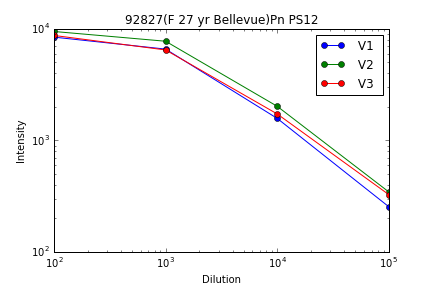 92827(F 27 yr Bellevue)Pn PS12
10^4
10^3
10^2
Intensity
V1
V2
V3
10^2 10^3 10^4 10^5
Dilution